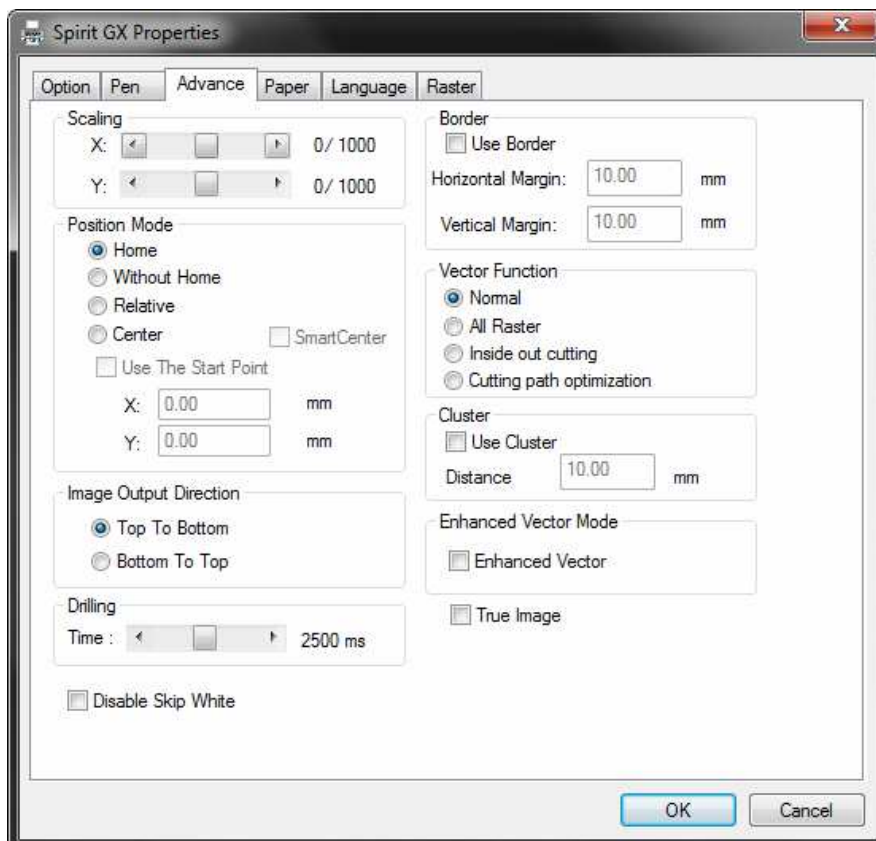 Spirit GX Properties
Option Pen Advance Paper Language Raster
Scaling
X: 0/ 1000
Y: 0/ 1000
Position Mode
Home
Without Home
Relative
Center SmartCenter
Use The Start Point
X: 0.00 mm
Y: 0.00 mm
Image Output Direction
Top To Bottom
Bottom To Top
Drilling
Time : 2500 ms
Disable Skip White
Border
Use Border
Horizontal Margin: 10.00 mm
Vertical Margin: 10.00 mm
Vector Function
Normal
All Raster
Inside out cutting
Cutting path optimization
Cluster
Use Cluster
Distance 10.00 mm
Enhanced Vector Mode
Enhanced Vector
True Image
OK Cancel